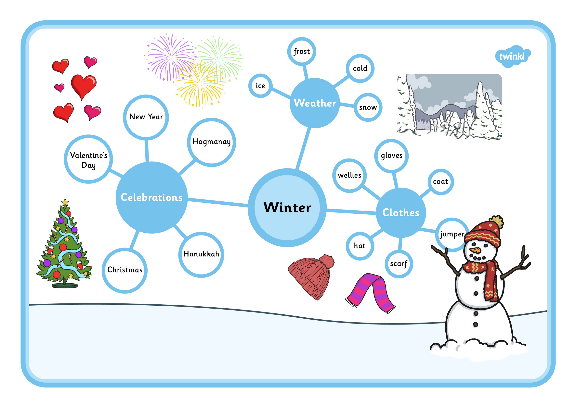 twinkl
frost
cold
ice
Weather
snow
New Year
Hogmanay
Valentine's
Day
gloves
wellies
coat
Celebrations
Winter
Clothes
jumper
hat
scarf
Hanukkah
Christmas